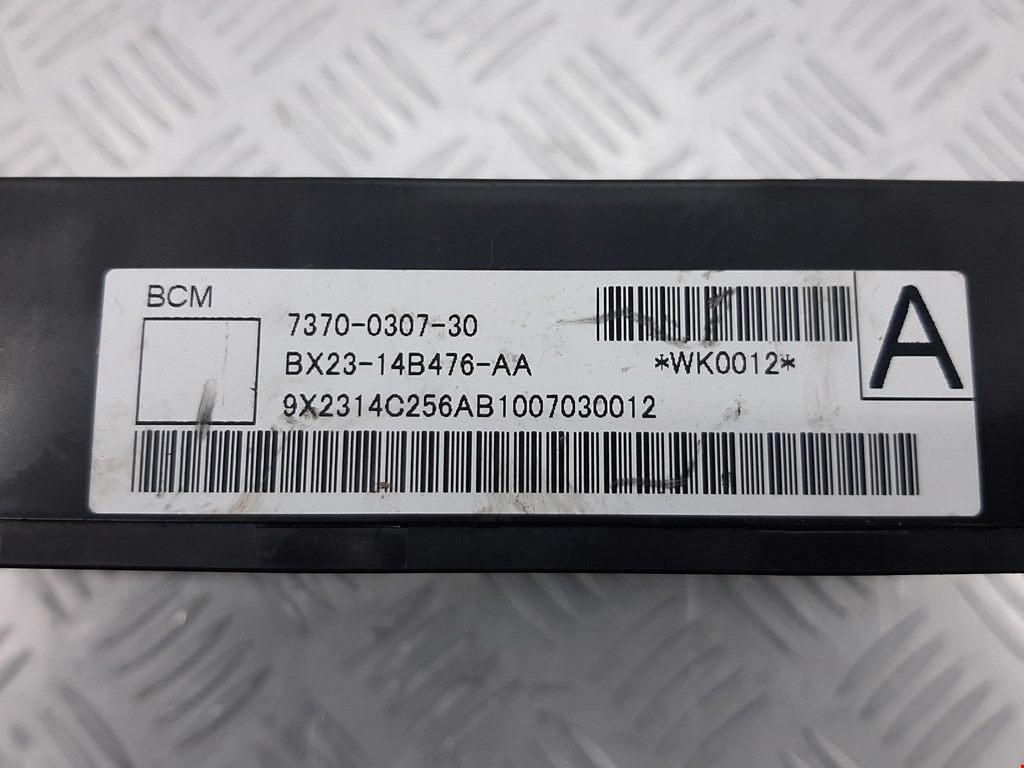 BCM
7370-0307-30
BX23-14B476-AA *WK0012*
9X2314C256AB1007030012
A